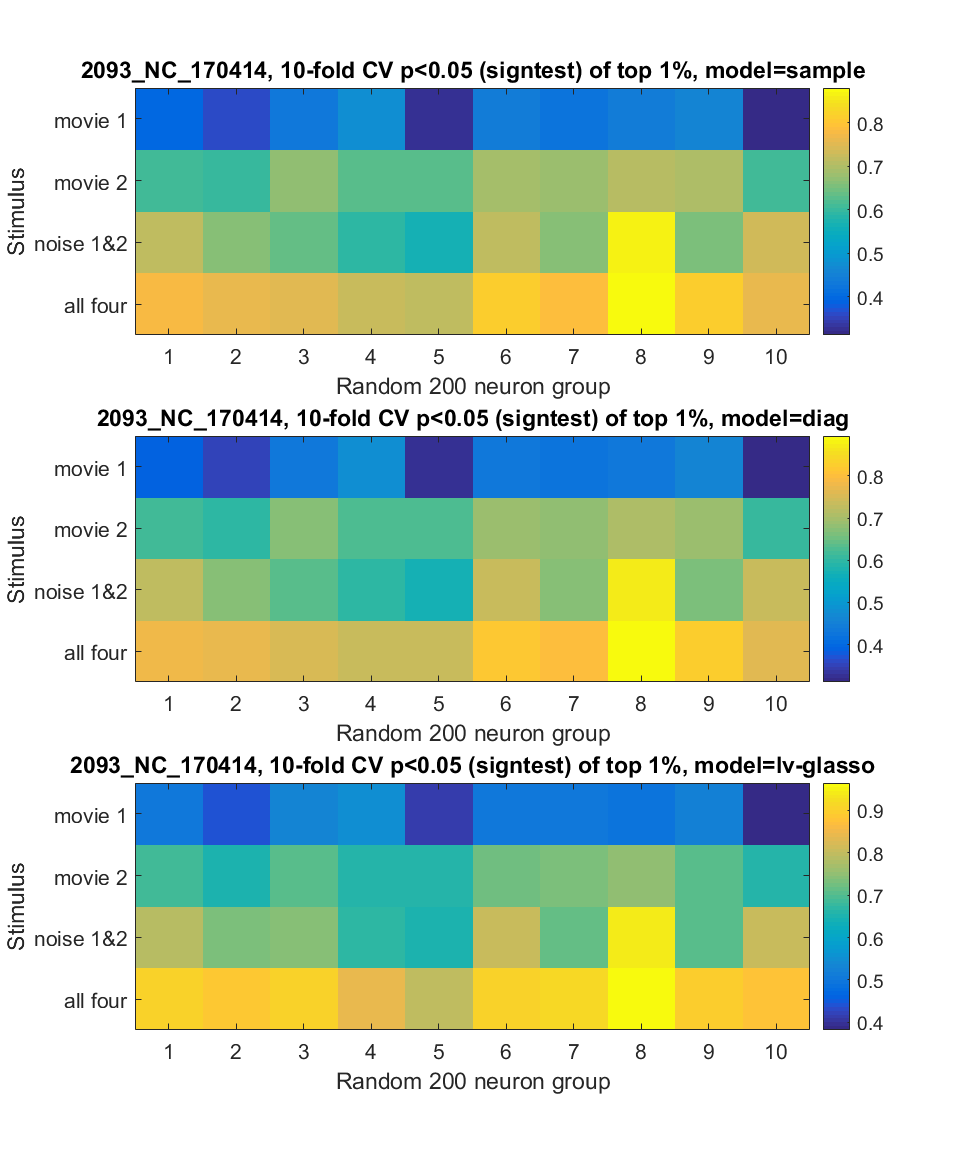 2093_NC_170414, 10-fold CV p<0.05 (signtest) of top 1%, model=sample
Stimulus
movie 1
movie 2
noise 1&2
all four
1 2 3 4 5 6 7 8 9 10
Random 200 neuron group
0.8
0.7
0.6
0.5
0.4
2093_NC_170414, 10-fold CV p<0.05 (signtest) of top 1%, model=diag
Stimulus
movie 1
movie 2
noise 1&2
all four
1 2 3 4 5 6 7 8 9 10
Random 200 neuron group
0.8
0.7
0.6
0.5
0.4
2093_NC_170414, 10-fold CV p<0.05 (signtest) of top 1%, model=lv-glasso
Stimulus
movie 1
movie 2
noise 1&2
all four
1 2 3 4 5 6 7 8 9 10
Random 200 neuron group
0.9
0.8
0.7
0.6
0.5
0.4